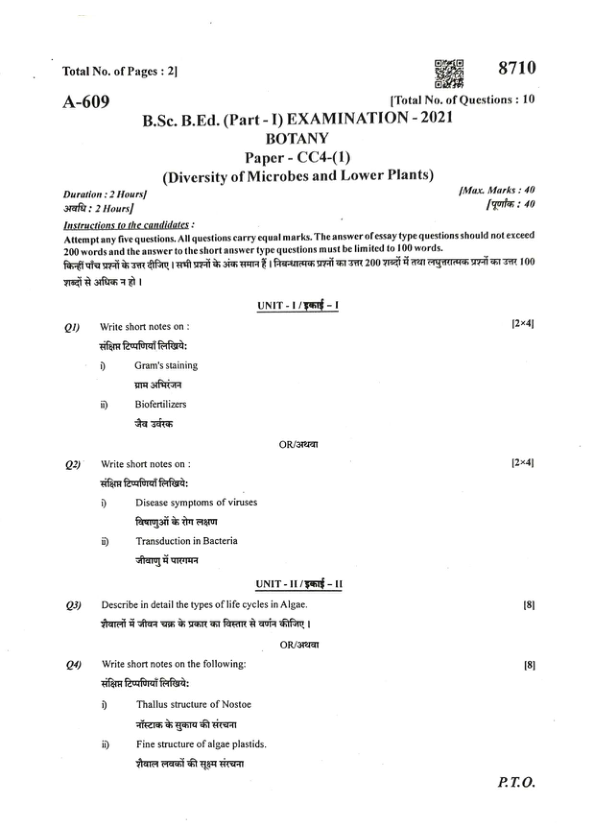 Total No. of Pages : 2]
8710
A-609
[Total No. of Questions : 10
B.Sc. B.Ed. (Part - I) EXAMINATION - 2021
BOTANY
Paper - CC4-(1)
(Diversity of Microbes and Lower Plants)
Duration : 2 Hours]
[Max. Marks : 40
अवधि : 2 Hours]
[पूर्णांक : 40
Instructions to the candidates :
Attempt any five questions. All questions carry equal marks. The answer of essay type questions should not exceed
200 words and the answer to the short answer type questions must be limited to 100 words.
किन्हीं पाँच प्रश्नों के उत्तर दीजिए। सभी प्रश्नों के अंक समान हैं। निबन्धात्मक प्रश्नों का उत्तर 200 शब्दों में तथा लघुत्तरात्मक प्रश्नों का उत्तर 100
शब्दों से अधिक न हो।
UNIT - I / इकाई - I
Q1) Write short notes on : [2×4]
संक्षिप्त टिप्पणियाँ लिखिये:
i) Gram's staining
ग्राम अभिरंजन
ii) Biofertilizers
जैव उर्वरक
OR/अथवा
Q2) Write short notes on : [2×4]
संक्षिप्त टिप्पणियाँ लिखिये:
i) Disease symptoms of viruses
विषाणुओं के रोग लक्षण
ii) Transduction in Bacteria
जीवाणु में पारगमन
UNIT - II / इकाई - II
Q3) Describe in detail the types of life cycles in Algae. [8]
शैवालों में जीवन चक्र के प्रकार का विस्तार से वर्णन कीजिए।
OR/अथवा
Q4) Write short notes on the following: [8]
संक्षिप्त टिप्पणियाँ लिखिये:
i) Thallus structure of Nostoe
नॉस्टाक के सुकाय की संरचना
ii) Fine structure of algae plastids.
शैवाल लवकों की सूक्ष्म संरचना
P.T.O.